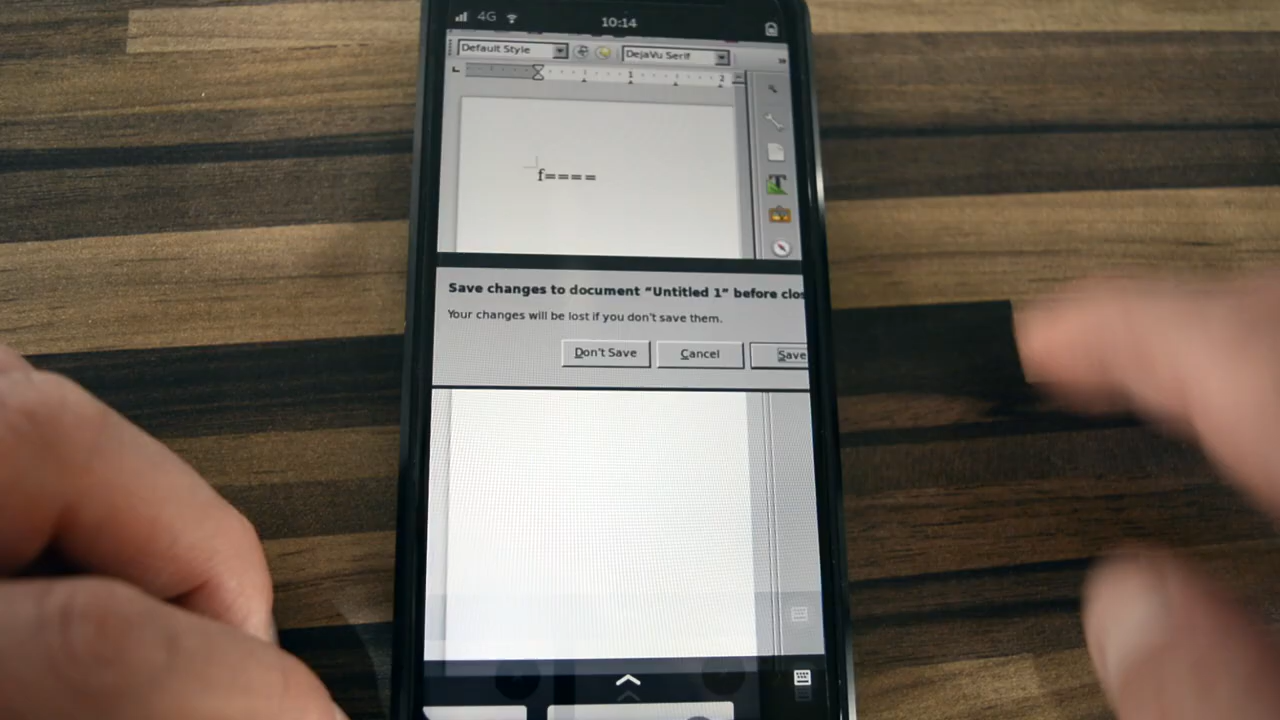 4G 10:14
Default Style DejaVu Serif
1 2
f====
Save changes to document “Untitled 1” before clos
Your changes will be lost if you don't save them.
Don't Save Cancel Save